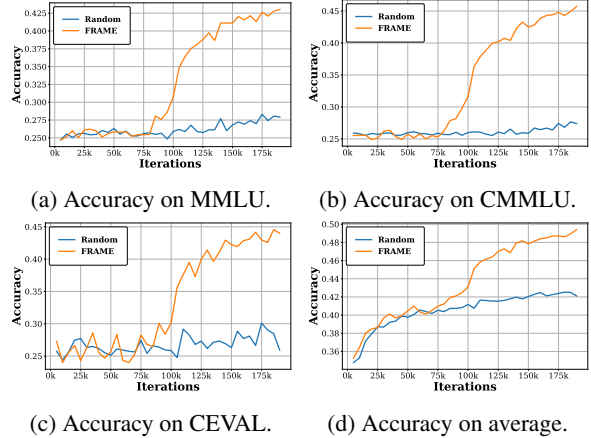 Random
FRAME
Accuracy
0.425
0.400
0.375
0.350
0.325
0.300
0.275
0.250
0k 25k 50k 75k 100k 125k 150k 175k
Iterations
(a) Accuracy on MMLU.
Random
FRAME
Accuracy
0.45
0.40
0.35
0.30
0.25
0k 25k 50k 75k 100k 125k 150k 175k
Iterations
(b) Accuracy on CMMLU.
Random
FRAME
Accuracy
0.45
0.40
0.35
0.30
0.25
0k 25k 50k 75k 100k 125k 150k 175k
Iterations
(c) Accuracy on CEVAL.
Random
FRAME
Accuracy
0.50
0.48
0.46
0.44
0.42
0.40
0.38
0.36
0k 25k 50k 75k 100k 125k 150k 175k
Iterations
(d) Accuracy on average.